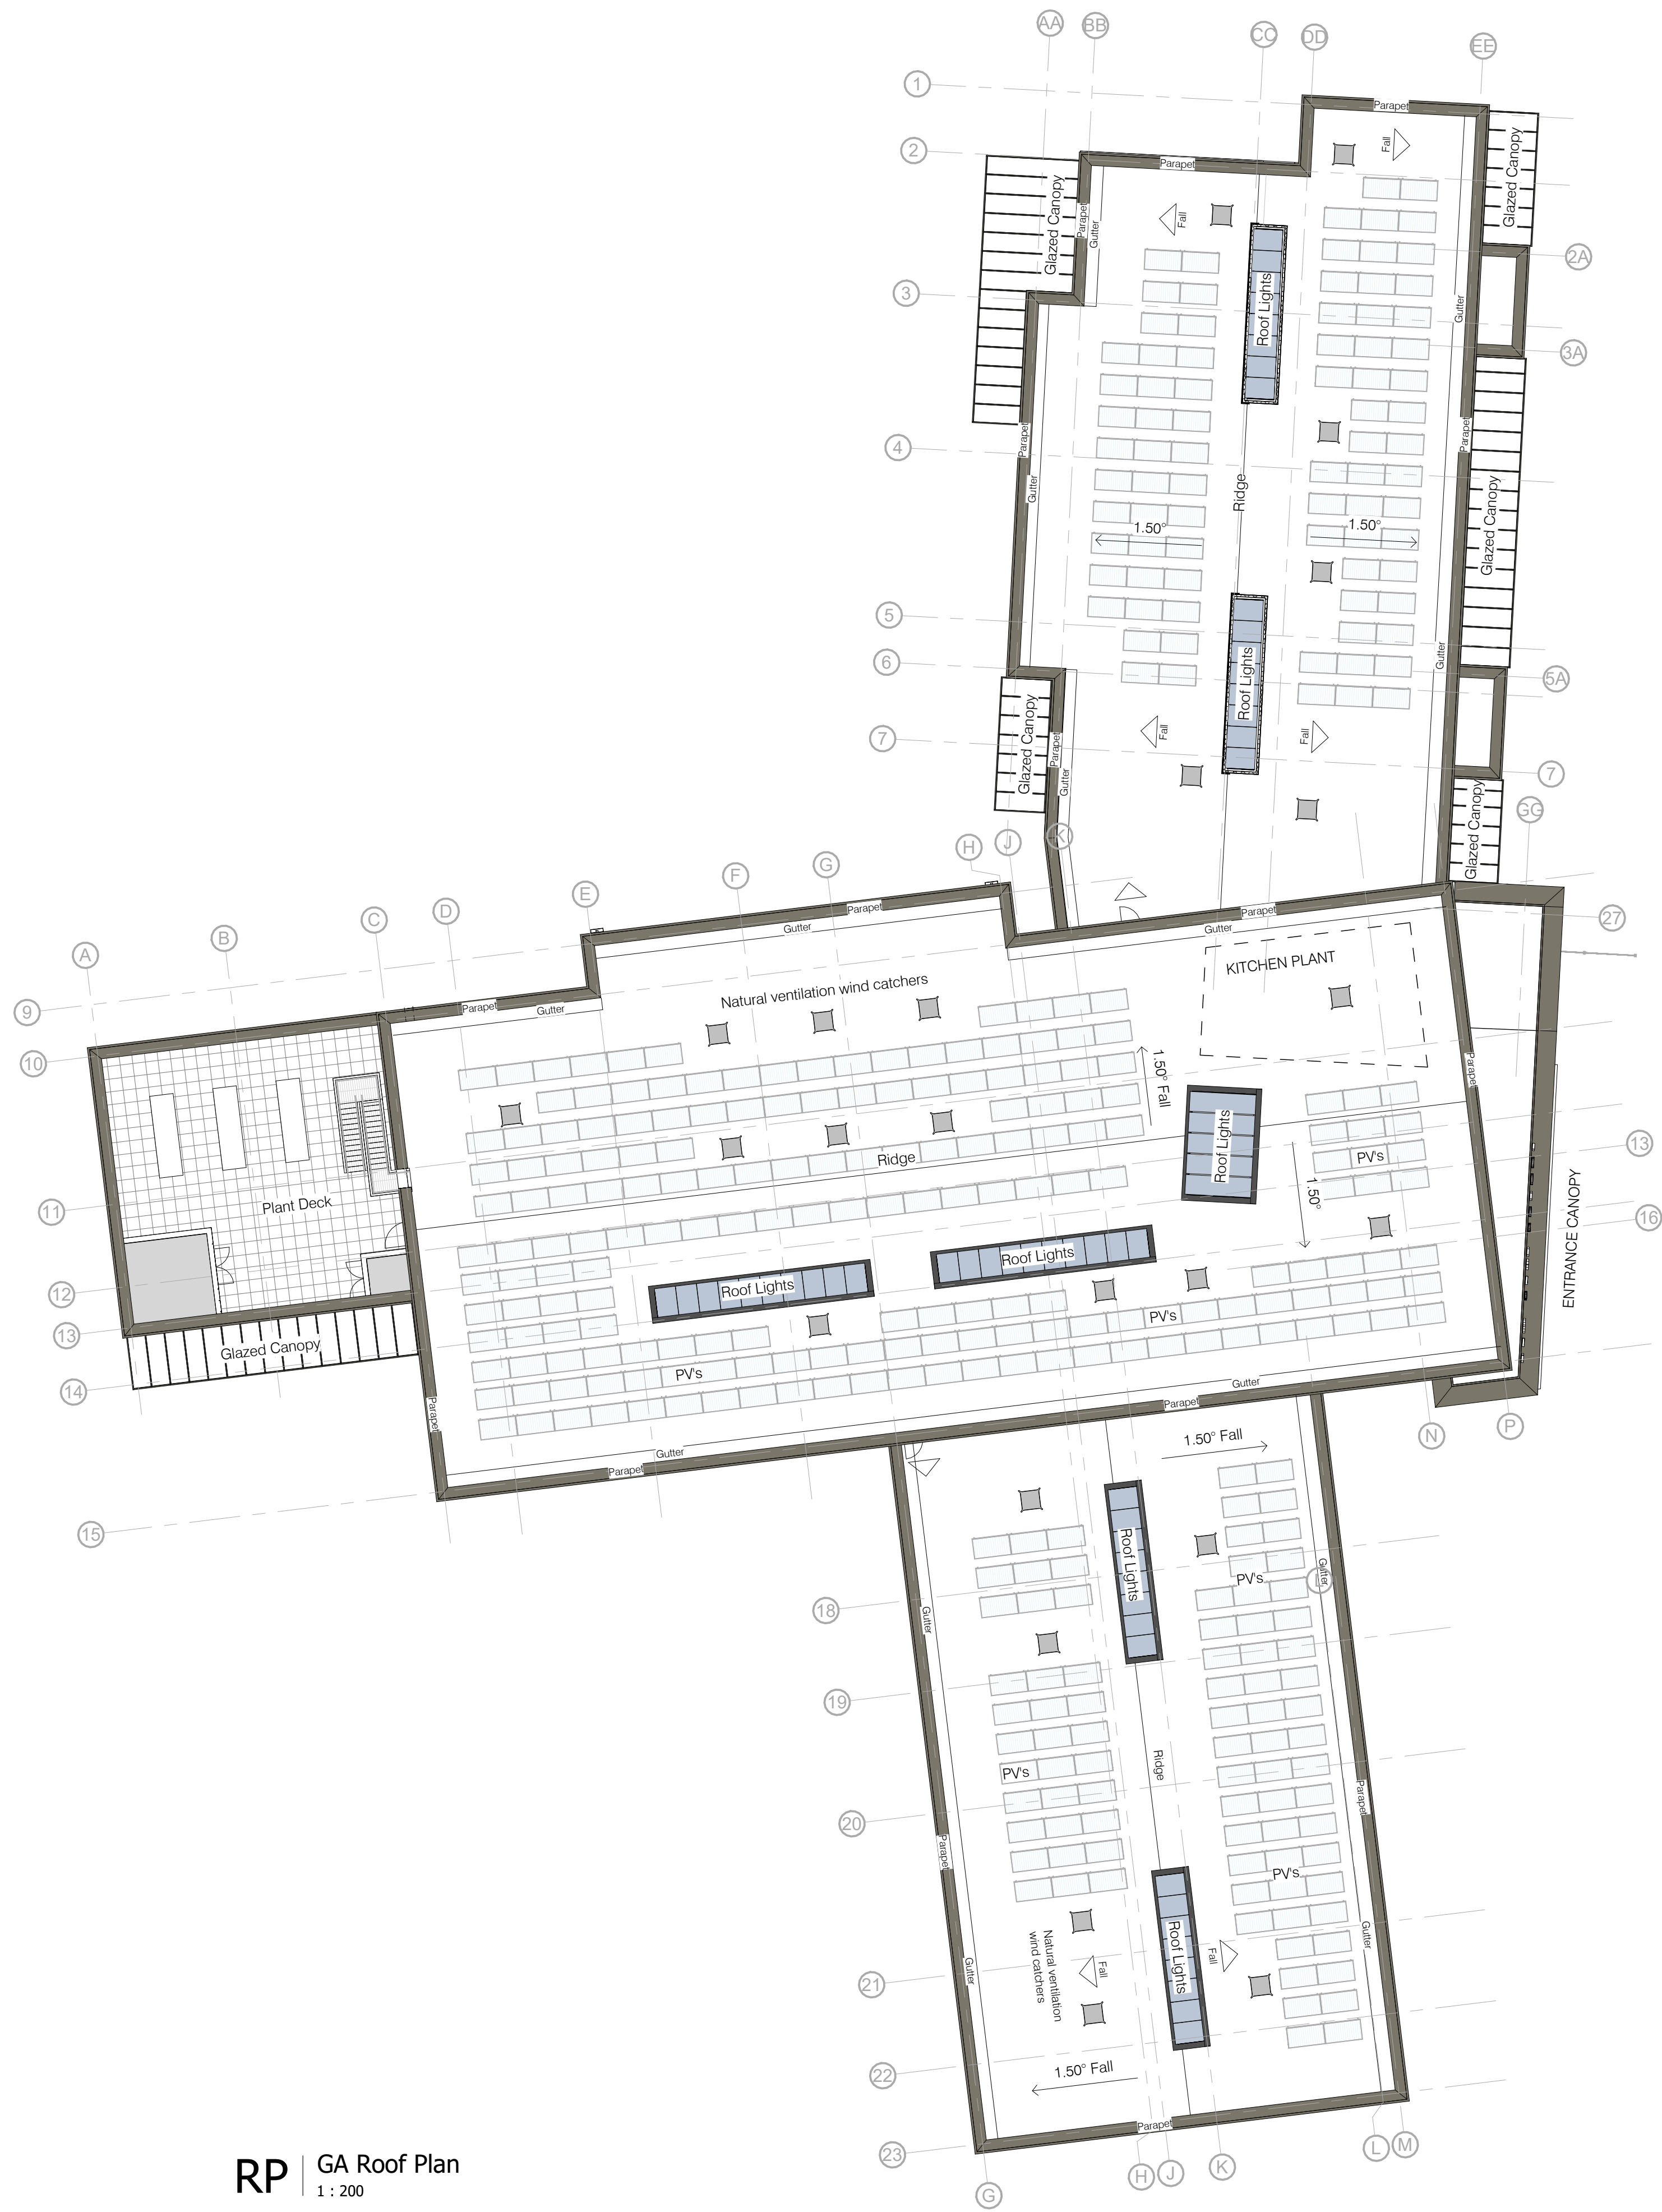 AA
BB
CC
DD
EE
1
Parapet
Glazed Canopy
Fall
2
Parapet
Glazed Canopy
Parapet
Gutter
Fall
2A
3
Roof Lights
Gutter
3A
Parapet
4
Parapet
Gutter
Ridge
Glazed Canopy
1.50°
1.50°
5
6
Gutter
5A
Roof Lights
Glazed Canopy
Parapet
Fall
Fall
7
7
Gutter
GG
Glazed Canopy
K
J
H
G
F
E
D
C
B
A
Parapet
Parapet
27
Gutter
Gutter
KITCHEN PLANT
Natural ventilation wind catchers
9
Parapet
Gutter
10
1.50° Fall
Parapet
Roof Lights
13
Ridge
PV's
Plant Deck
11
1.50°
16
ENTRANCE CANOPY
Roof Lights
Roof Lights
12
13
PV's
Glazed Canopy
PV's
14
Parapet
Gutter
Parapet
N
P
Gutter
Parapet
1.50° Fall
15
Roof Lights
PV's
Gutter
L
18
Gutter
19
Ridge
PV's
Parapet
20
Parapet
PV's
Gutter
Natural ventilation
wind catchers
Fall
Fall
Roof Lights
Gutter
21
1.50° Fall
22
Parapet
23
L
M
H
J
K
G
RP
GA Roof Plan
1 : 200